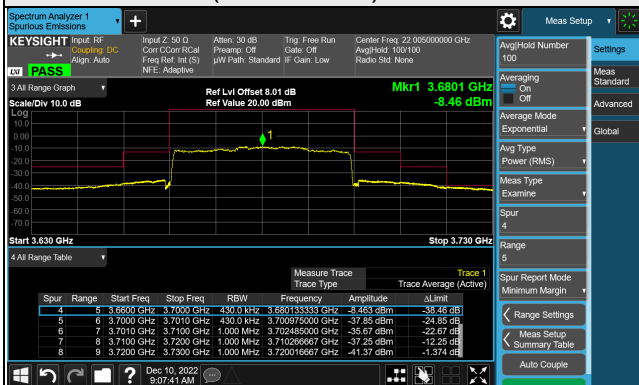 Spectrum Analyzer 1
Spurious Emissions
Meas Setup
KEYSIGHT Input: RF
Coupling: DC
Align: Auto
Input Z: 50 Ω
Corr CCorr RCal
Freq Ref: Int (S)
NFE: Adaptive
Atten: 30 dB
Preamp: Off
µW Path: Standard
Trig: Free Run
Gate: Off
IF Gain: Low
Center Freq: 22.005000000 GHz
Avg|Hold: 100/100
Radio Std: None
LXI PASS
3 All Range Graph
Ref Lvl Offset 8.01 dB
Ref Value 20.00 dBm
Mkr1 3.6801 GHz
-8.46 dBm
Scale/Div 10.0 dB
Log
10.0
0.00
-10.0
-20.0
-30.0
-40.0
-50.0
-60.0
-70.0
1
Start 3.630 GHz
Stop 3.730 GHz
4 All Range Table
Measure Trace Trace 1
Trace Type Trace Average (Active)
Spur Range Start Freq Stop Freq RBW Frequency Amplitude ΔLimit
4 5 3.6600 GHz 3.7000 GHz 430.0 kHz 3.680133333 GHz -8.463 dBm -38.46 dB
5 6 3.7000 GHz 3.7010 GHz 430.0 kHz 3.700975000 GHz -37.85 dBm -24.85 dB
6 7 3.7010 GHz 3.7100 GHz 1.000 MHz 3.702485000 GHz -35.67 dBm -22.67 dB
7 8 3.7100 GHz 3.7200 GHz 1.000 MHz 3.710266667 GHz -37.25 dBm -12.25 dB
8 9 3.7200 GHz 3.7300 GHz 1.000 MHz 3.720016667 GHz -41.37 dBm -1.374 dB
Dec 10, 2022
9:07:41 AM
?
Avg|Hold Number
100
Averaging
On
Off
Average Mode
Exponential
Avg Type
Power (RMS)
Meas Type
Examine
Spur
4
Range
5
Spur Report Mode
Minimum Margin
Range Settings
Meas Setup
Summary Table
Auto Couple
Settings
Meas
Standard
Advanced
Global